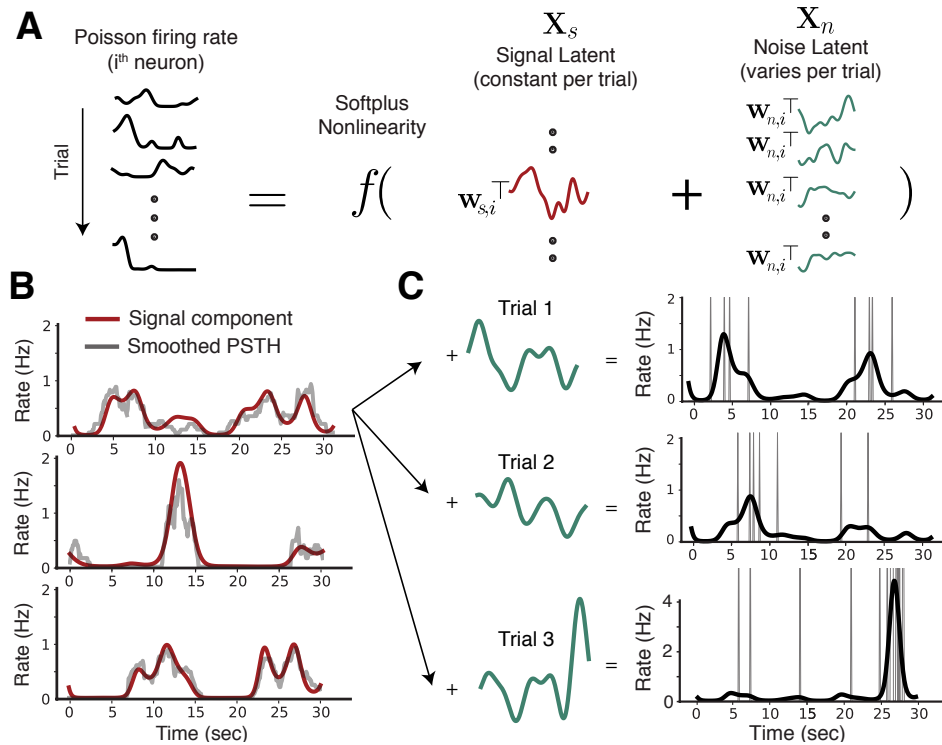 A
Poisson firing rate
(iᵗʰ neuron)
Trial
=
Softplus
Nonlinearity
f(
X_s
Signal Latent
(constant per trial)
w_{s,i}^⊤
+
X_n
Noise Latent
(varies per trial)
w_{n,i}^⊤
w_{n,i}^⊤
w_{n,i}^⊤
w_{n,i}^⊤
)
B
Signal component
Smoothed PSTH
Rate (Hz)
2
1
0
0 5 10 15 20 25 30
Rate (Hz)
2
1
0
0 5 10 15 20 25 30
Rate (Hz)
2
1
0
0 5 10 15 20 25 30
Time (sec)
C
Trial 1
+ =
Rate (Hz)
2
1
0
0 5 10 15 20 25 30
Trial 2
+ =
Rate (Hz)
2
1
0
0 5 10 15 20 25 30
Trial 3
+ =
Rate (Hz)
4
2
0
0 5 10 15 20 25 30
Time (sec)